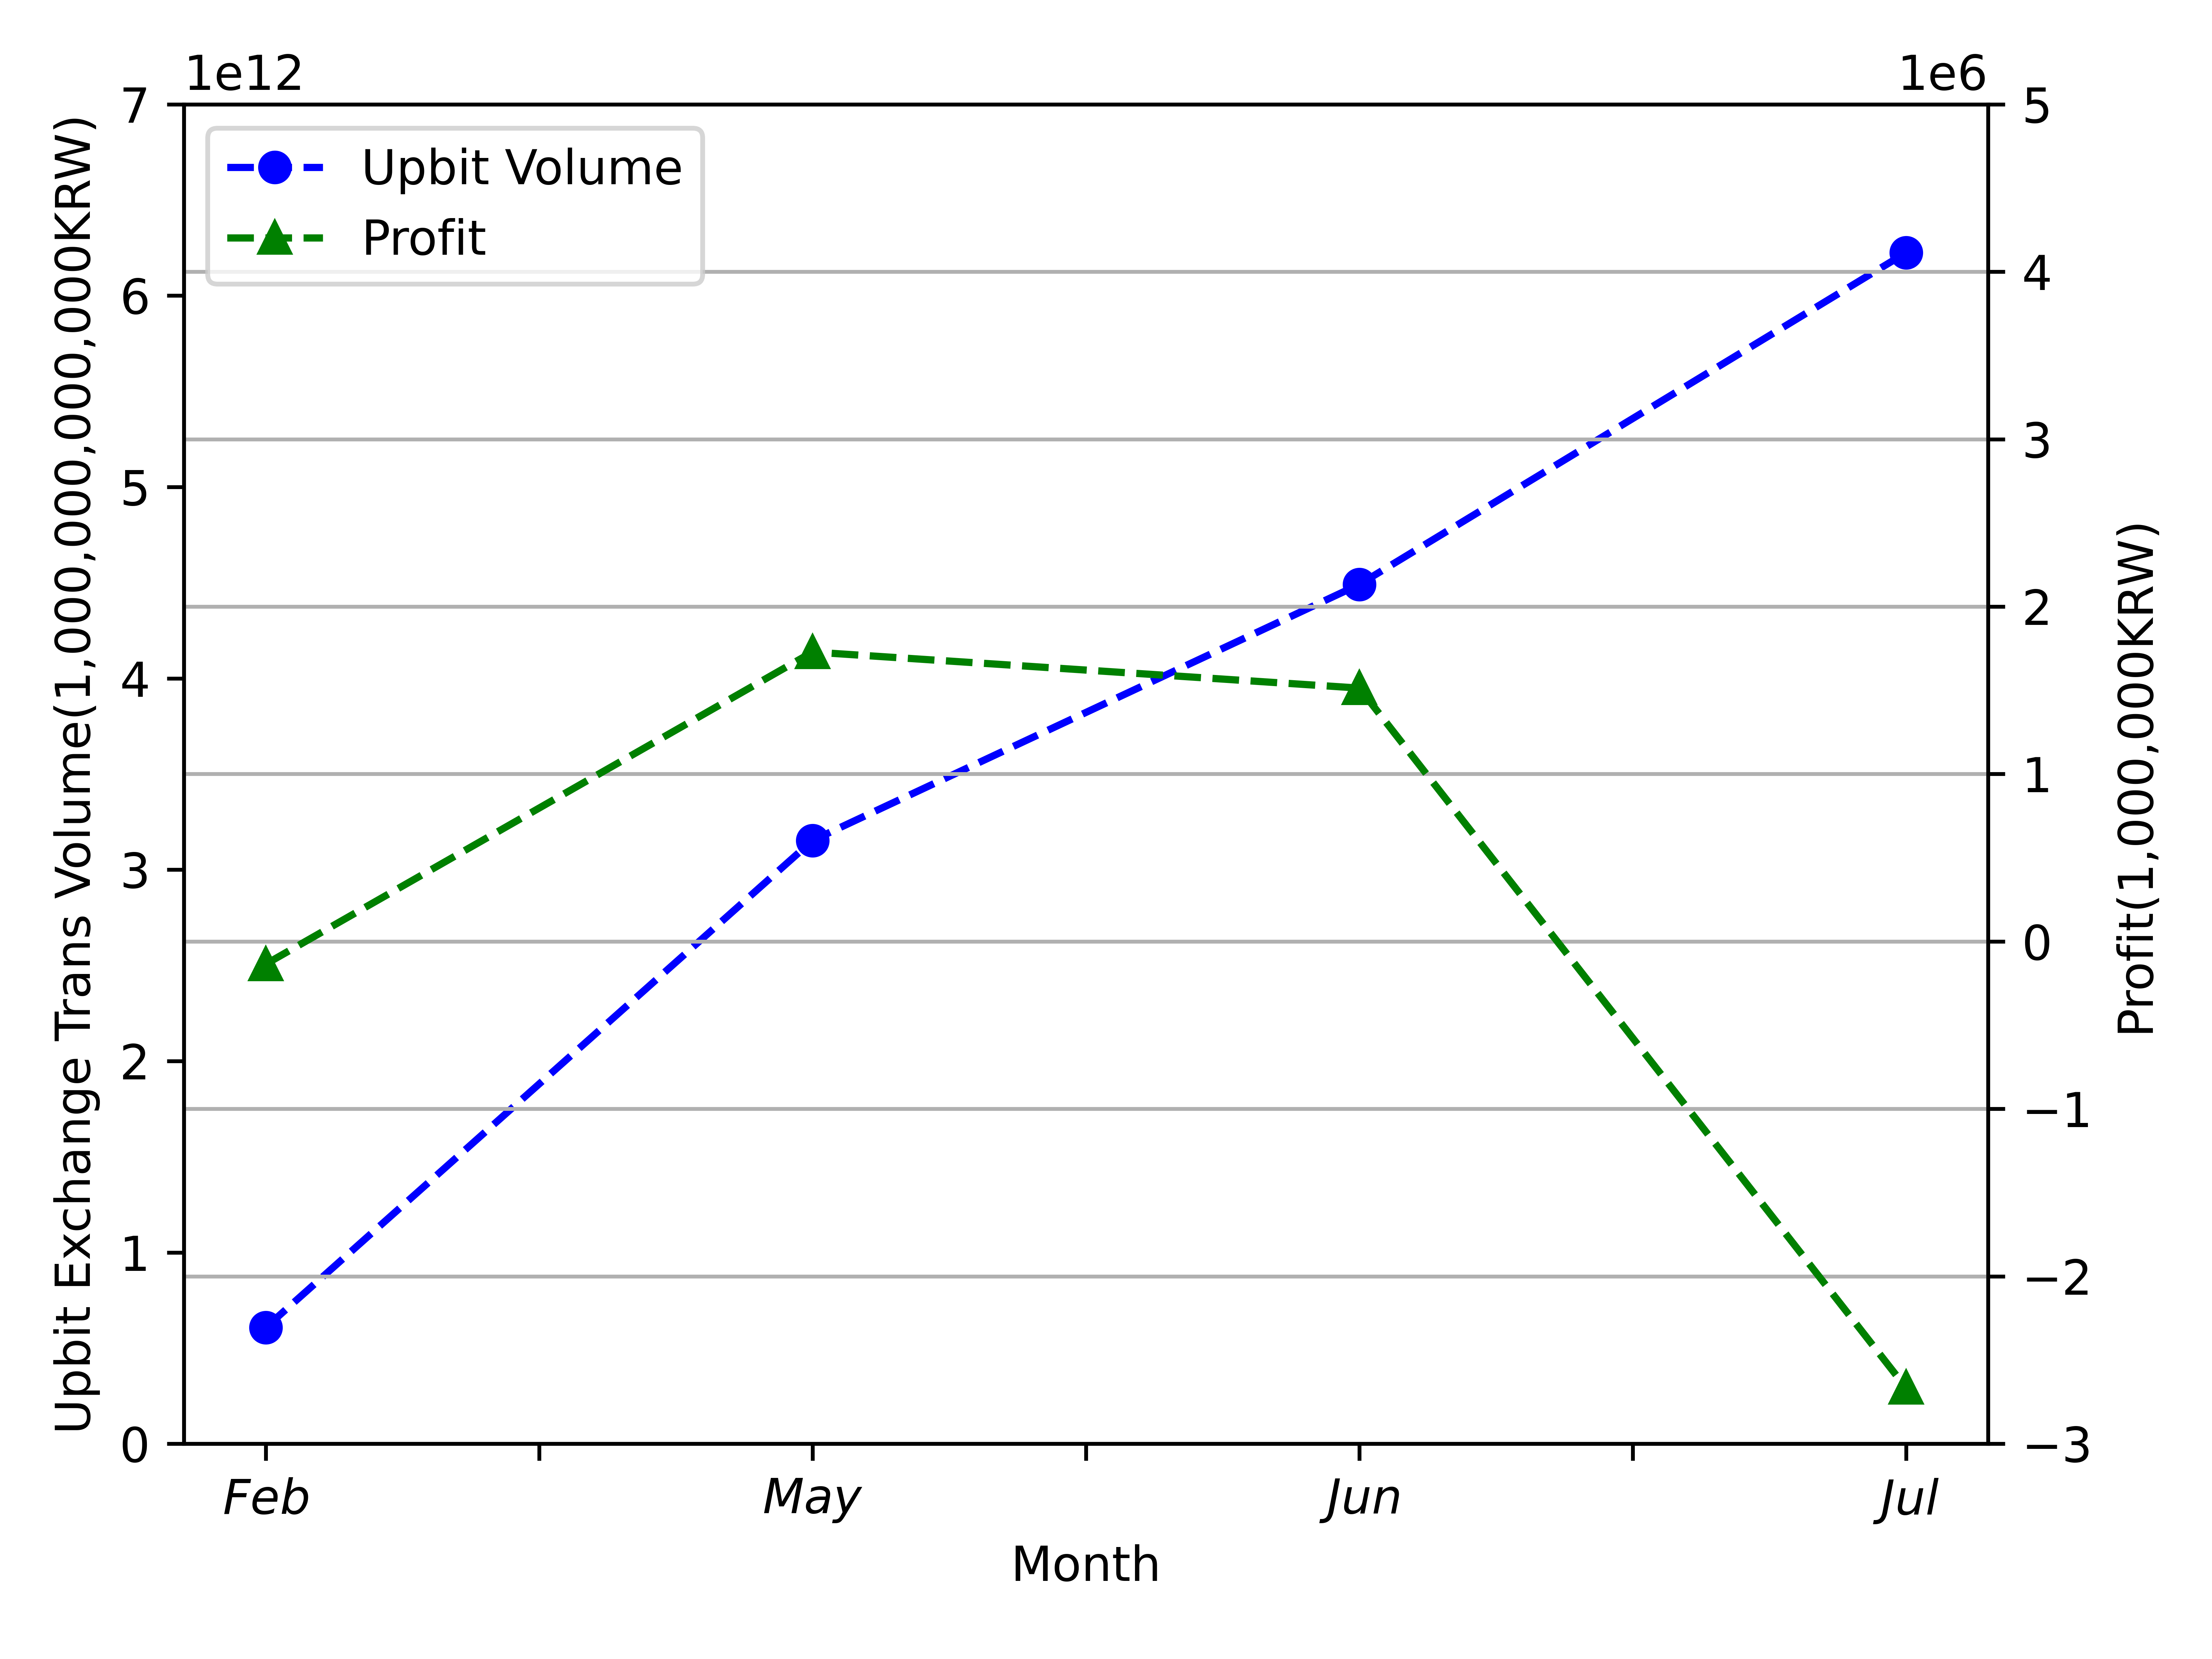 1e12
1e6
Upbit Volume
Profit
7
6
5
4
3
2
1
0
Upbit Exchange Trans Volume(1,000,000,000,000KRW)
5
4
3
2
1
0
−1
−2
−3
Profit(1,000,000KRW)
Feb May Jun Jul
Month